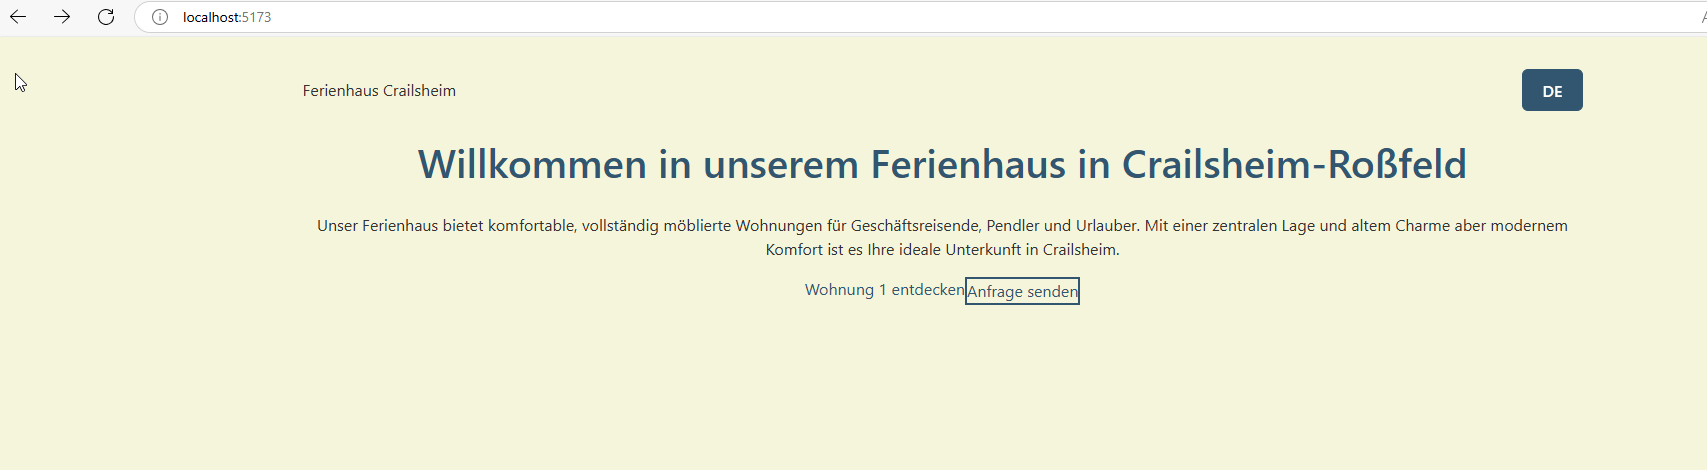 localhost:5173
Ferienhaus Crailsheim
DE
Willkommen in unserem Ferienhaus in Crailsheim-Roßfeld
Unser Ferienhaus bietet komfortable, vollständig möblierte Wohnungen für Geschäftsreisende, Pendler und Urlauber. Mit einer zentralen Lage und altem Charme aber modernem
Komfort ist es Ihre ideale Unterkunft in Crailsheim.
Wohnung 1 entdecken Anfrage senden